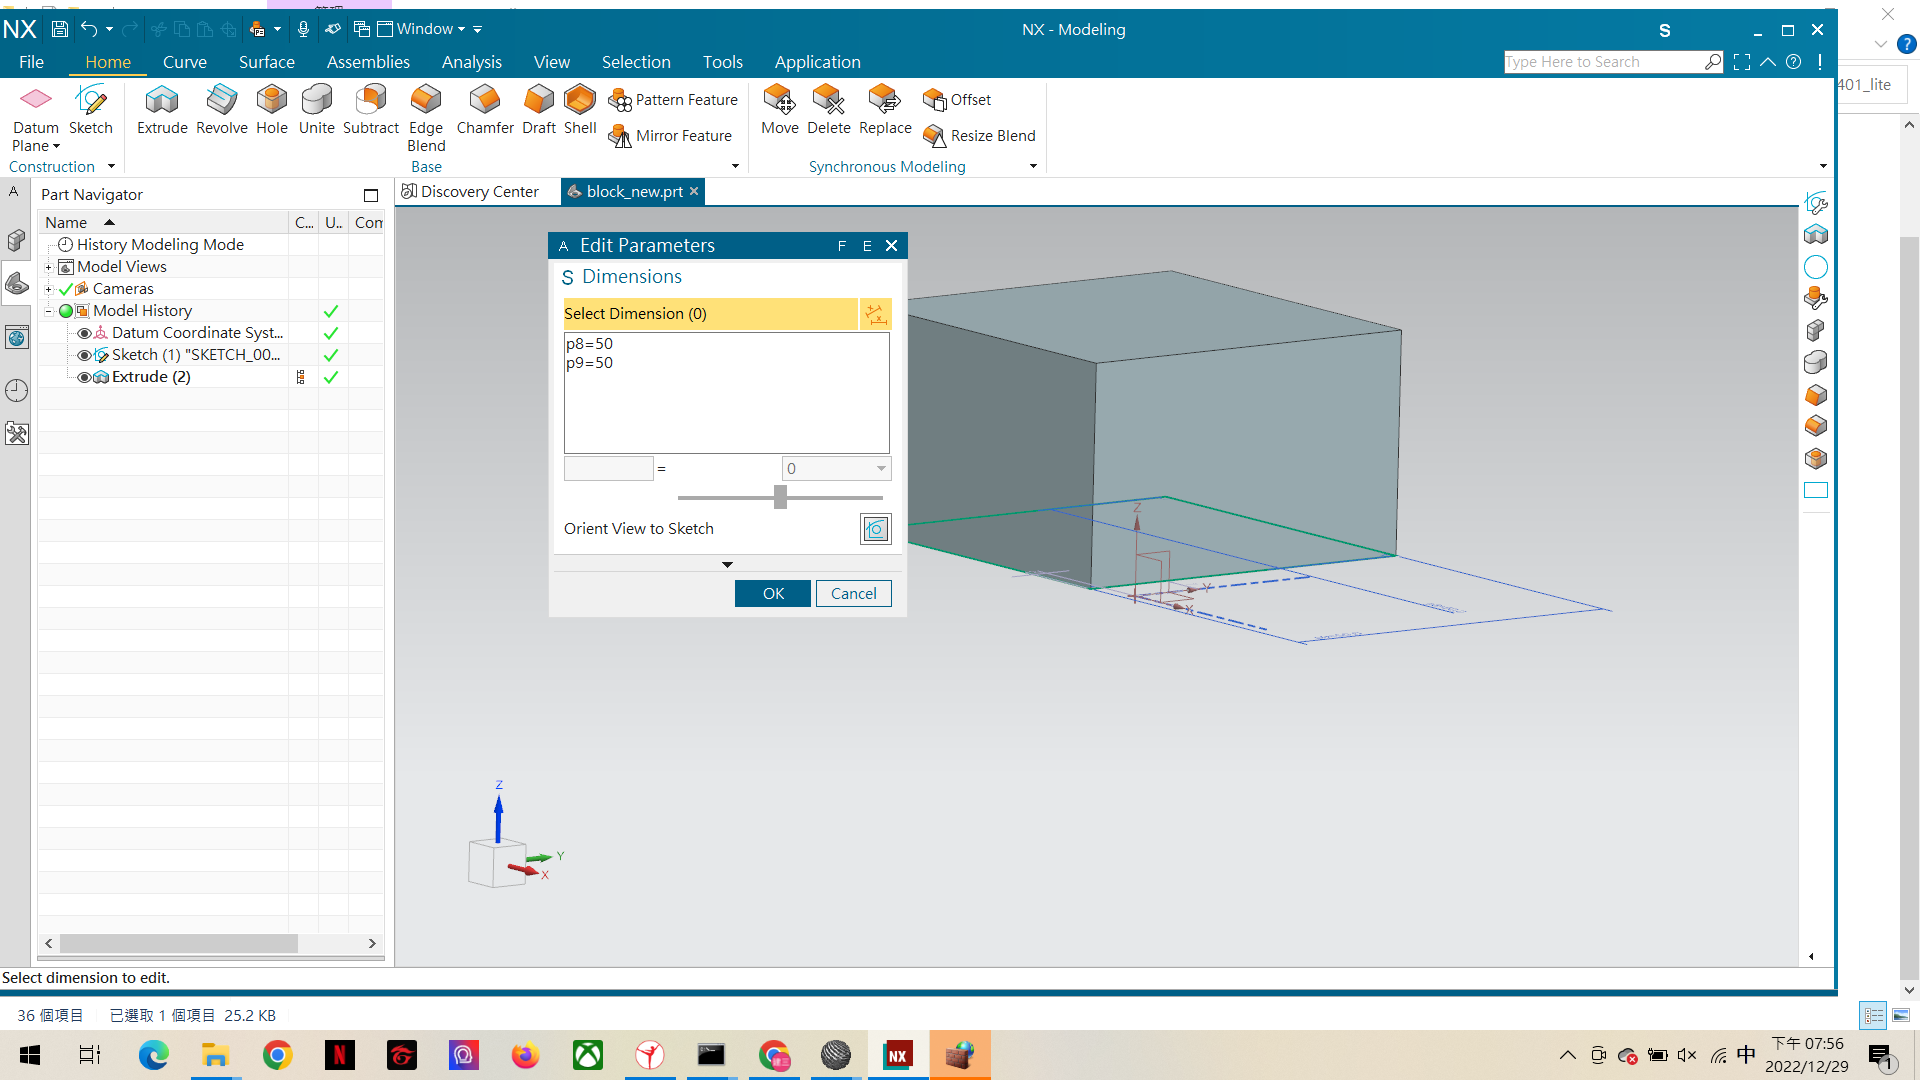 NX
Window
NX - Modeling
S
File
Home
Curve
Surface
Assemblies
Analysis
View
Selection
Tools
Application
Type Here to Search
401_lite
Datum
Plane
Sketch
Extrude
Revolve
Hole
Unite
Subtract
Edge
Blend
Chamfer
Draft
Shell
Pattern Feature
Mirror Feature
Move
Delete
Replace
Offset
Resize Blend
Construction
Base
Synchronous Modeling
A
Part Navigator
Discovery Center
block_new.prt
Name
C...
U..
Com
History Modeling Mode
Model Views
Cameras
Model History
Datum Coordinate Syst...
Sketch (1) "SKETCH_00...
Extrude (2)
A Edit Parameters F E
S Dimensions
Select Dimension (0)
p8=50
p9=50
= 0
Orient View to Sketch
OK
Cancel
Z
Y
X
Z
Y
X
Select dimension to edit.
36 個項目
已選取 1 個項目 25.2 KB
N
NX
中
下午 07:56
2022/12/29
1